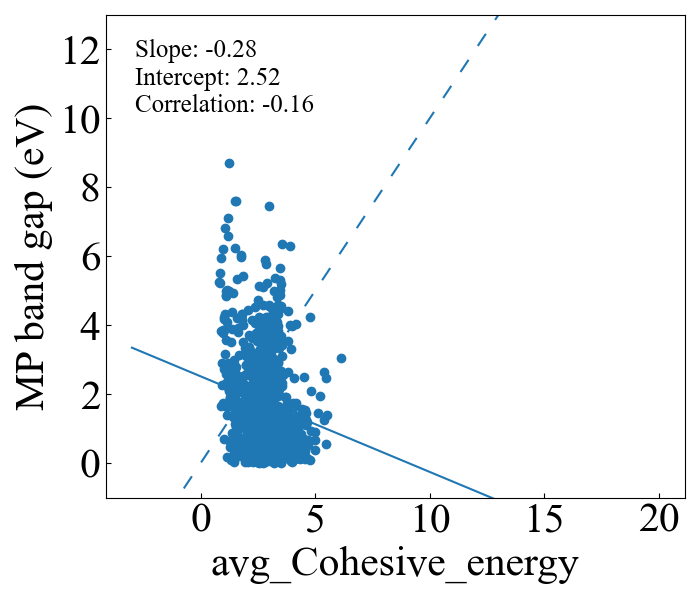 Slope: -0.28
Intercept: 2.52
Correlation: -0.16
MP band gap (eV)
12
10
8
6
4
2
0
0 5 10 15 20
avg_Cohesive_energy